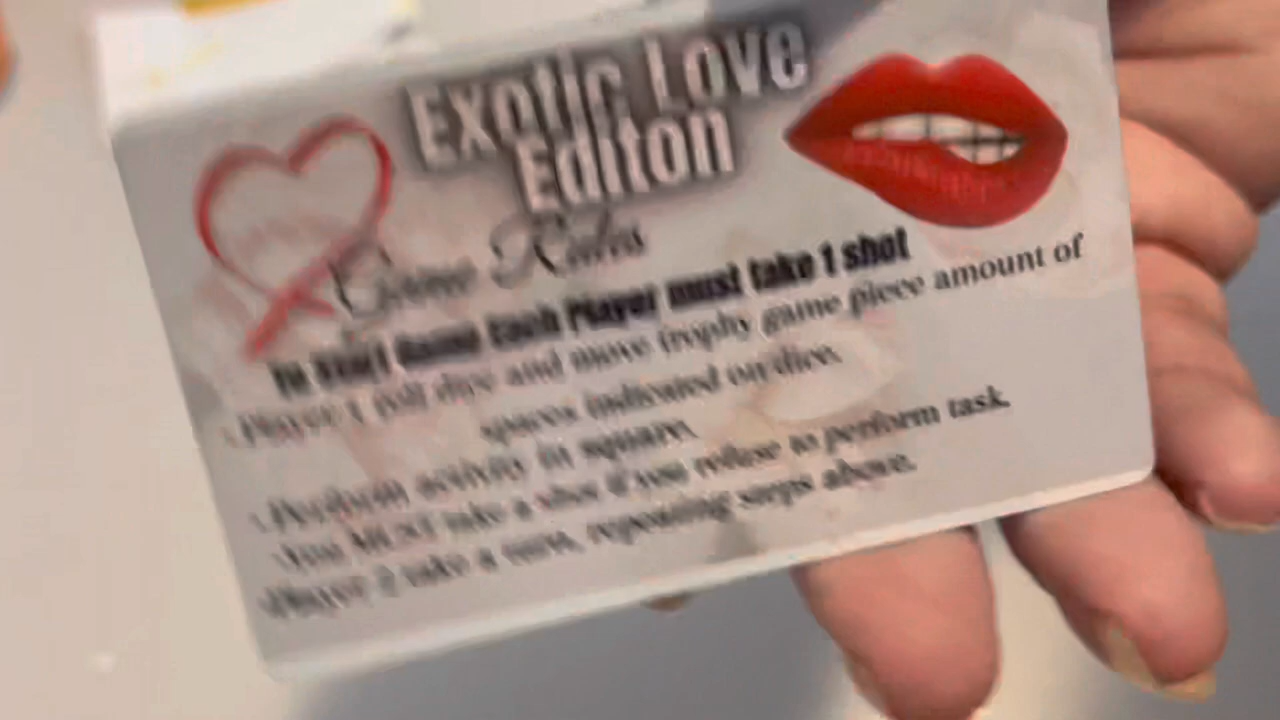 Exotic Love
Editon
Game Rules
To Start Game Each Player must take 1 shot
Player 1 roll dice and move trophy game piece amount of
spaces indicated on dice.
Perform activity in square.
You MUST take a shot if you refuse to perform task.
Player 2 take a turn, repeating steps above.